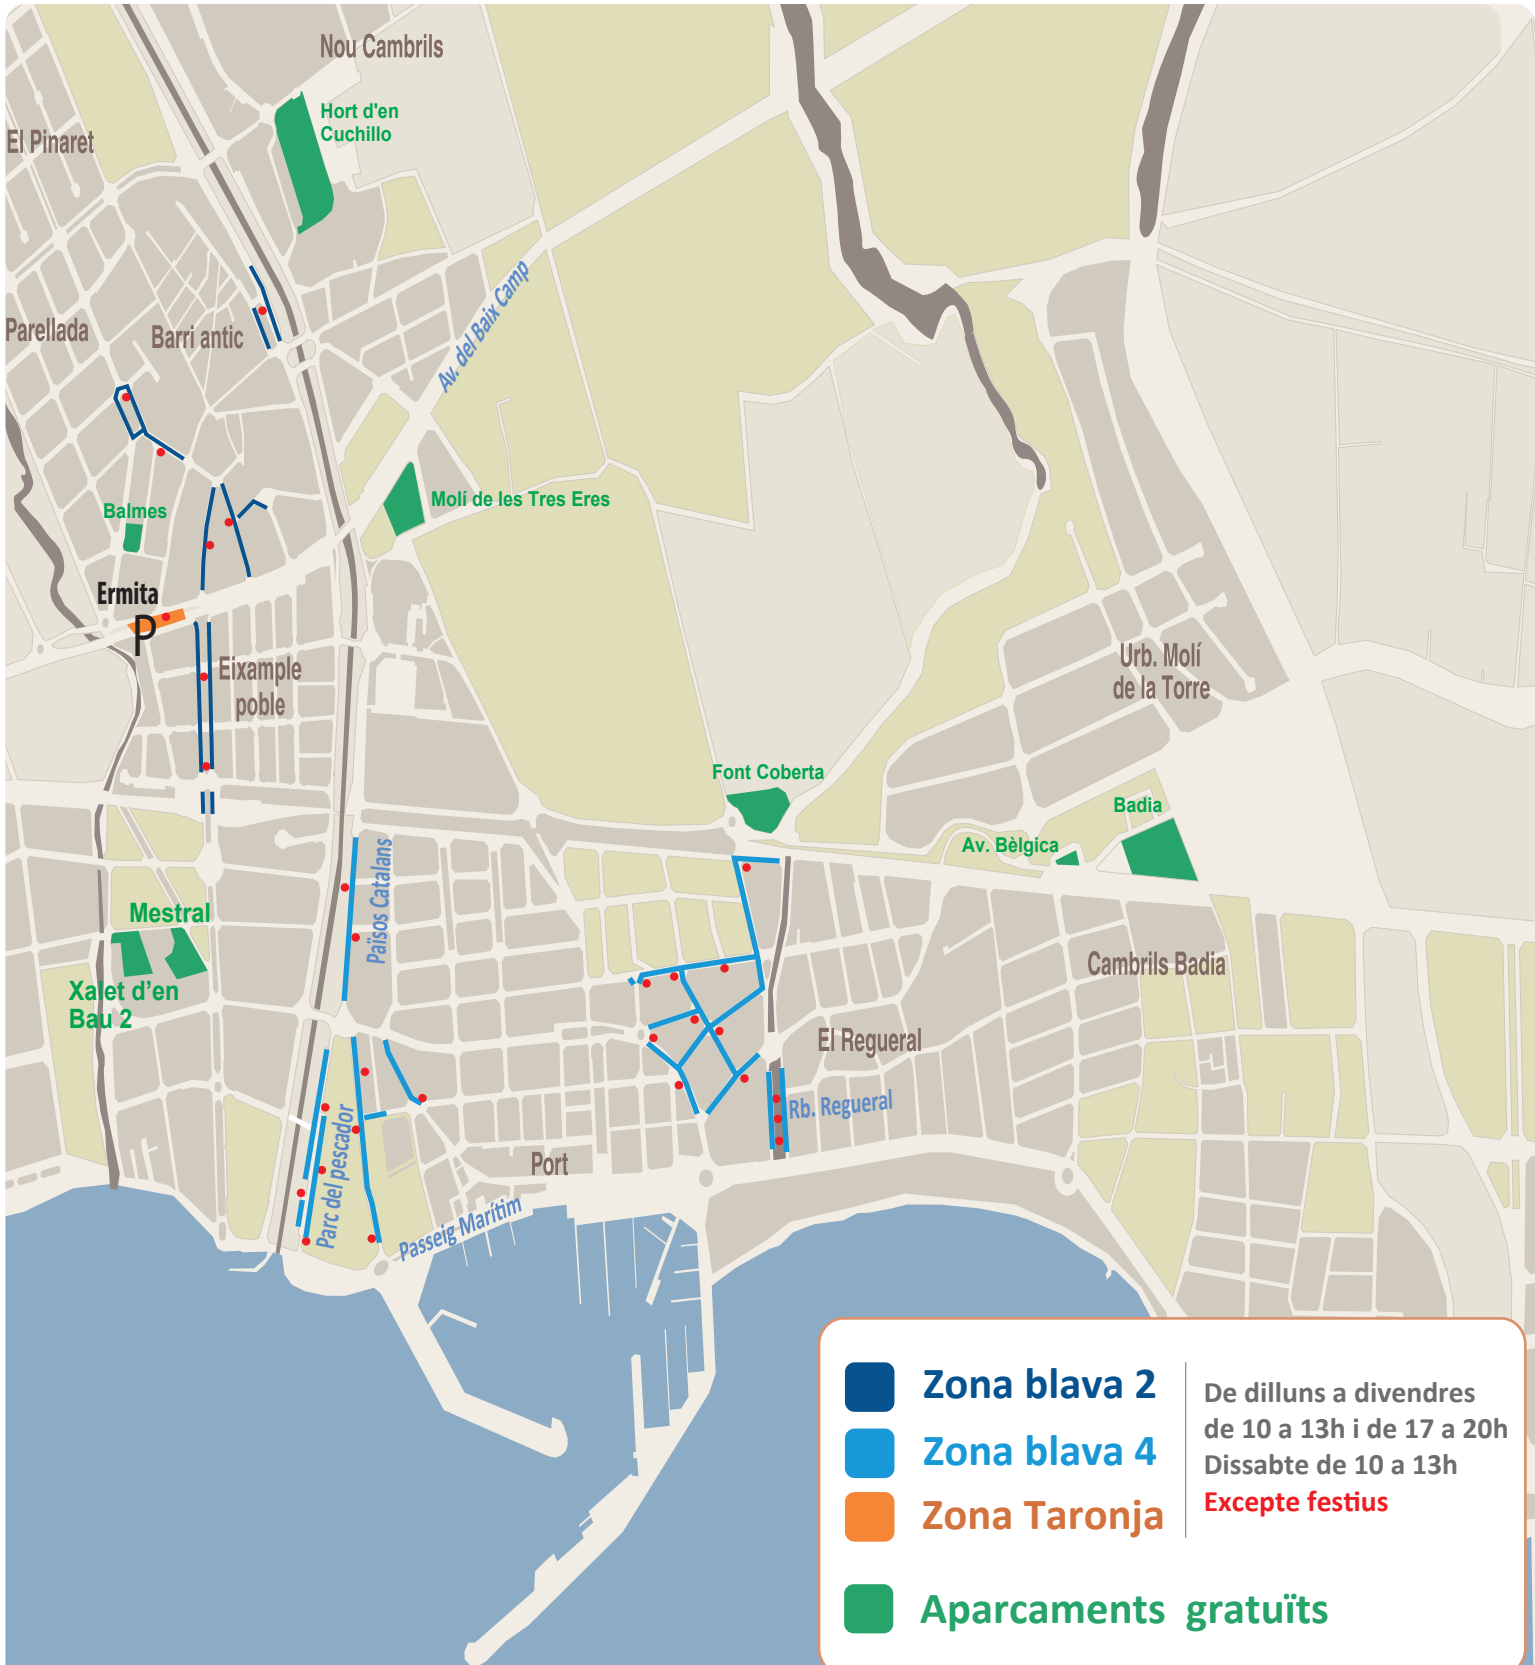 Nou Cambrils
Hort d'en
Cuchillo
El Pinaret
Av. del Baix Camp
Parellada
Barri antic
Molí de les Tres Eres
Balmes
Ermita
P
Eixample
poble
Urb. Molí
de la Torre
Font Coberta
Badia
Av. Bèlgica
Països Catalans
Mestral
Cambrils Badia
Xalet d'en
Bau 2
El Regueral
Rb. Regueral
Parc del pescador
Port
Passeig Marítim
Zona blava 2
Zona blava 4
Zona Taronja
De dilluns a divendres
de 10 a 13h i de 17 a 20h
Dissabte de 10 a 13h
Excepte festius
Aparcaments gratuïts